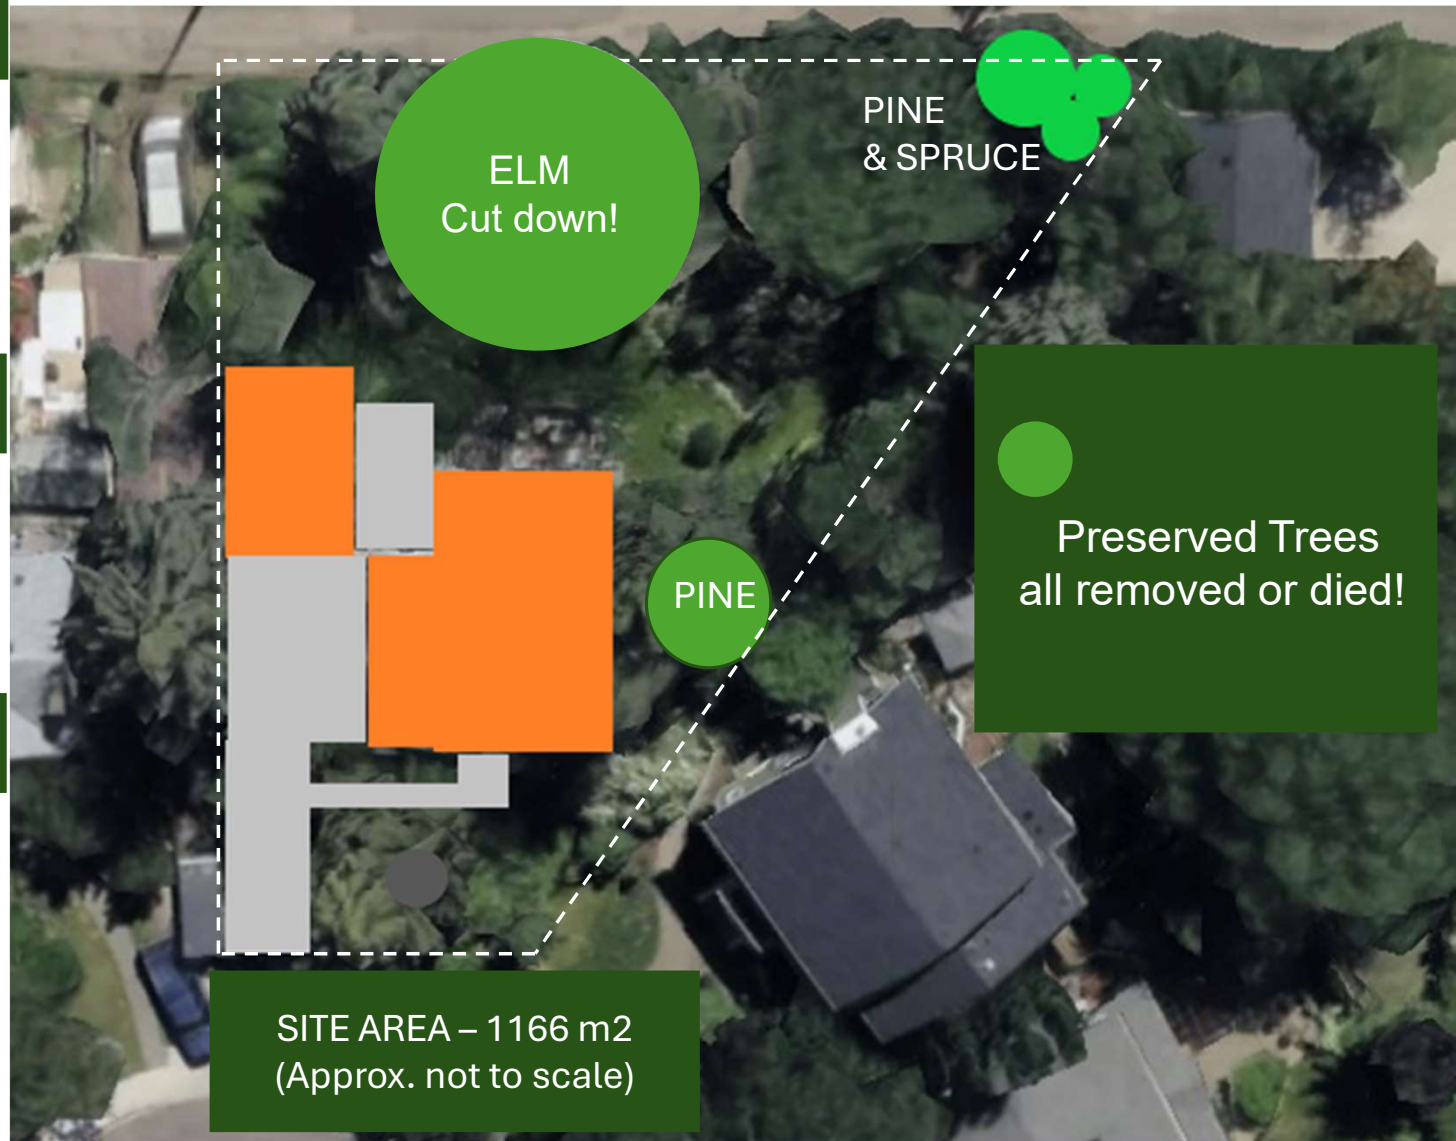 ELM
Cut down!
PINE
& SPRUCE
Preserved Trees
all removed or died!
PINE
SITE AREA – 1166 m2
(Approx. not to scale)